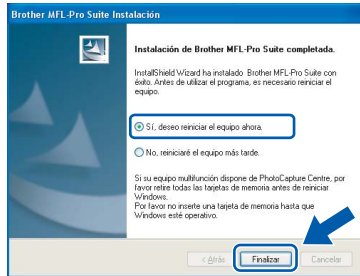 Brother MFL-Pro Suite Instalación
Instalación de Brother MFL-Pro Suite completada.
InstallShield Wizard ha instalado Brother MFL-Pro Suite con
éxito. Antes de utilizar el programa, es necesario reiniciar el
equipo.
Sí, deseo reiniciar el equipo ahora.
No, reiniciaré el equipo más tarde.
Si su equipo multifunción dispone de PhotoCapture Centre, por
favor retire todas las tarjetas de memoria antes de reiniciar
Windows.
Por favor no inserte una tarjeta de memoria hasta que
Windows esté operativo.
< Atrás Finalizar Cancelar